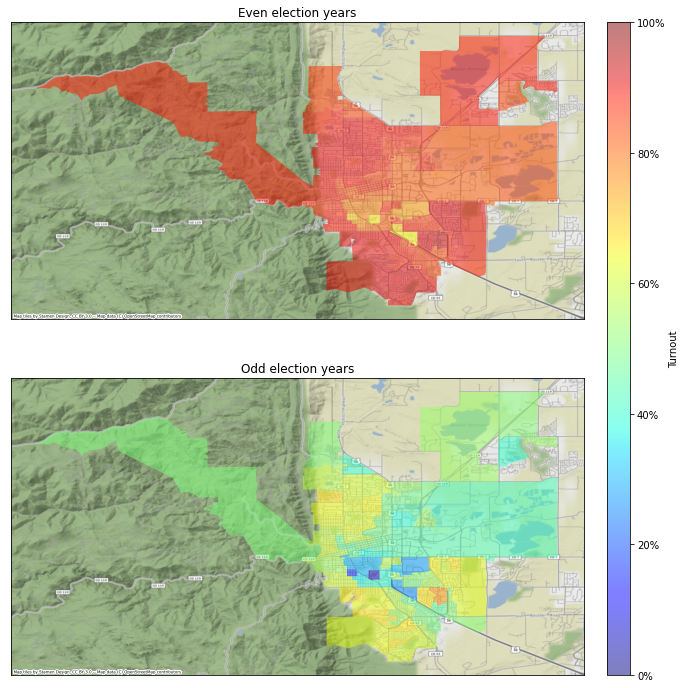 Even election years
100%
80%
60%
40%
20%
0%
Turnout
Map tiles by Stamen Design, CC BY 3.0 — Map data (C) OpenStreetMap contributors
Odd election years
Map tiles by Stamen Design, CC BY 3.0 — Map data (C) OpenStreetMap contributors